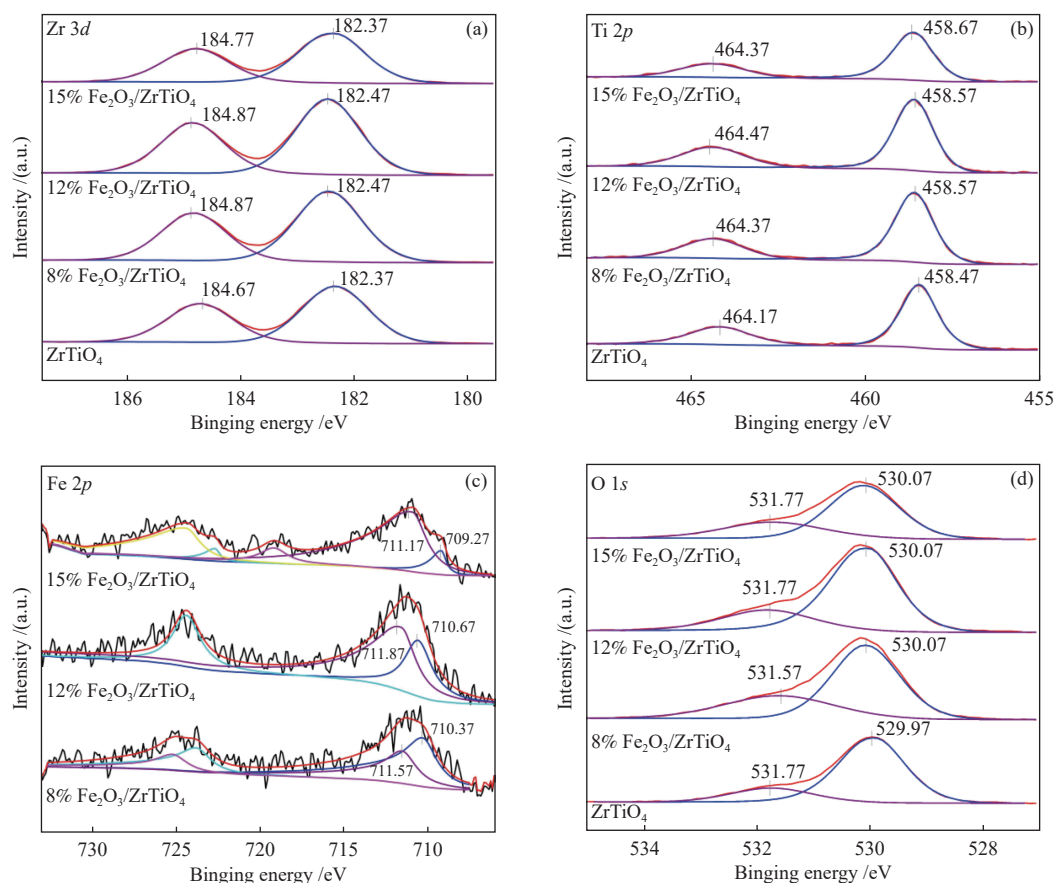 Zr 3d
(a)
184.77
182.37
15% Fe₂O₃/ZrTiO₄
184.87
182.47
12% Fe₂O₃/ZrTiO₄
184.87
182.47
8% Fe₂O₃/ZrTiO₄
184.67
182.37
ZrTiO₄
Intensity /(a.u.)
186 184 182 180
Binging energy /eV
Ti 2p
(b)
464.37
458.67
15% Fe₂O₃/ZrTiO₄
464.47
458.57
12% Fe₂O₃/ZrTiO₄
464.37
458.57
8% Fe₂O₃/ZrTiO₄
464.17
458.47
ZrTiO₄
Intensity /(a.u.)
465 460 455
Binging energy /eV
Fe 2p
(c)
711.17
709.27
15% Fe₂O₃/ZrTiO₄
710.67
711.87
12% Fe₂O₃/ZrTiO₄
710.37
711.57
8% Fe₂O₃/ZrTiO₄
Intensity /(a.u.)
730 725 720 715 710
Binging energy /eV
O 1s
(d)
531.77
530.07
15% Fe₂O₃/ZrTiO₄
531.77
530.07
12% Fe₂O₃/ZrTiO₄
531.57
530.07
8% Fe₂O₃/ZrTiO₄
531.77
529.97
ZrTiO₄
Intensity /(a.u.)
534 532 530 528
Binging energy /eV